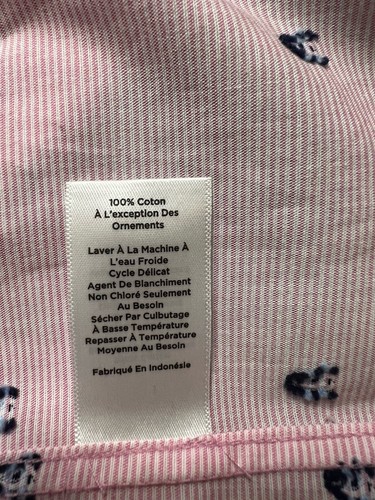 100% Coton
À L'exception Des
Ornements
Laver À La Machine À
L'eau Froide
Cycle Délicat
Agent De Blanchiment
Non Chloré Seulement
Au Besoin
Sécher Par Culbutage
À Basse Température
Repasser À Température
Moyenne Au Besoin
Fabriqué En Indonésie